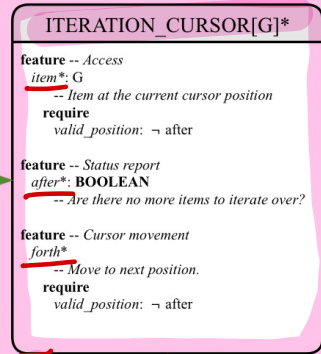 ITERATION_CURSOR[G]*
feature -- Access
item*: G
-- Item at the current cursor position
require
valid_position: ¬ after
feature -- Status report
after*: BOOLEAN
-- Are there no more items to iterate over?
feature -- Cursor movement
forth*
-- Move to next position.
require
valid_position: ¬ after